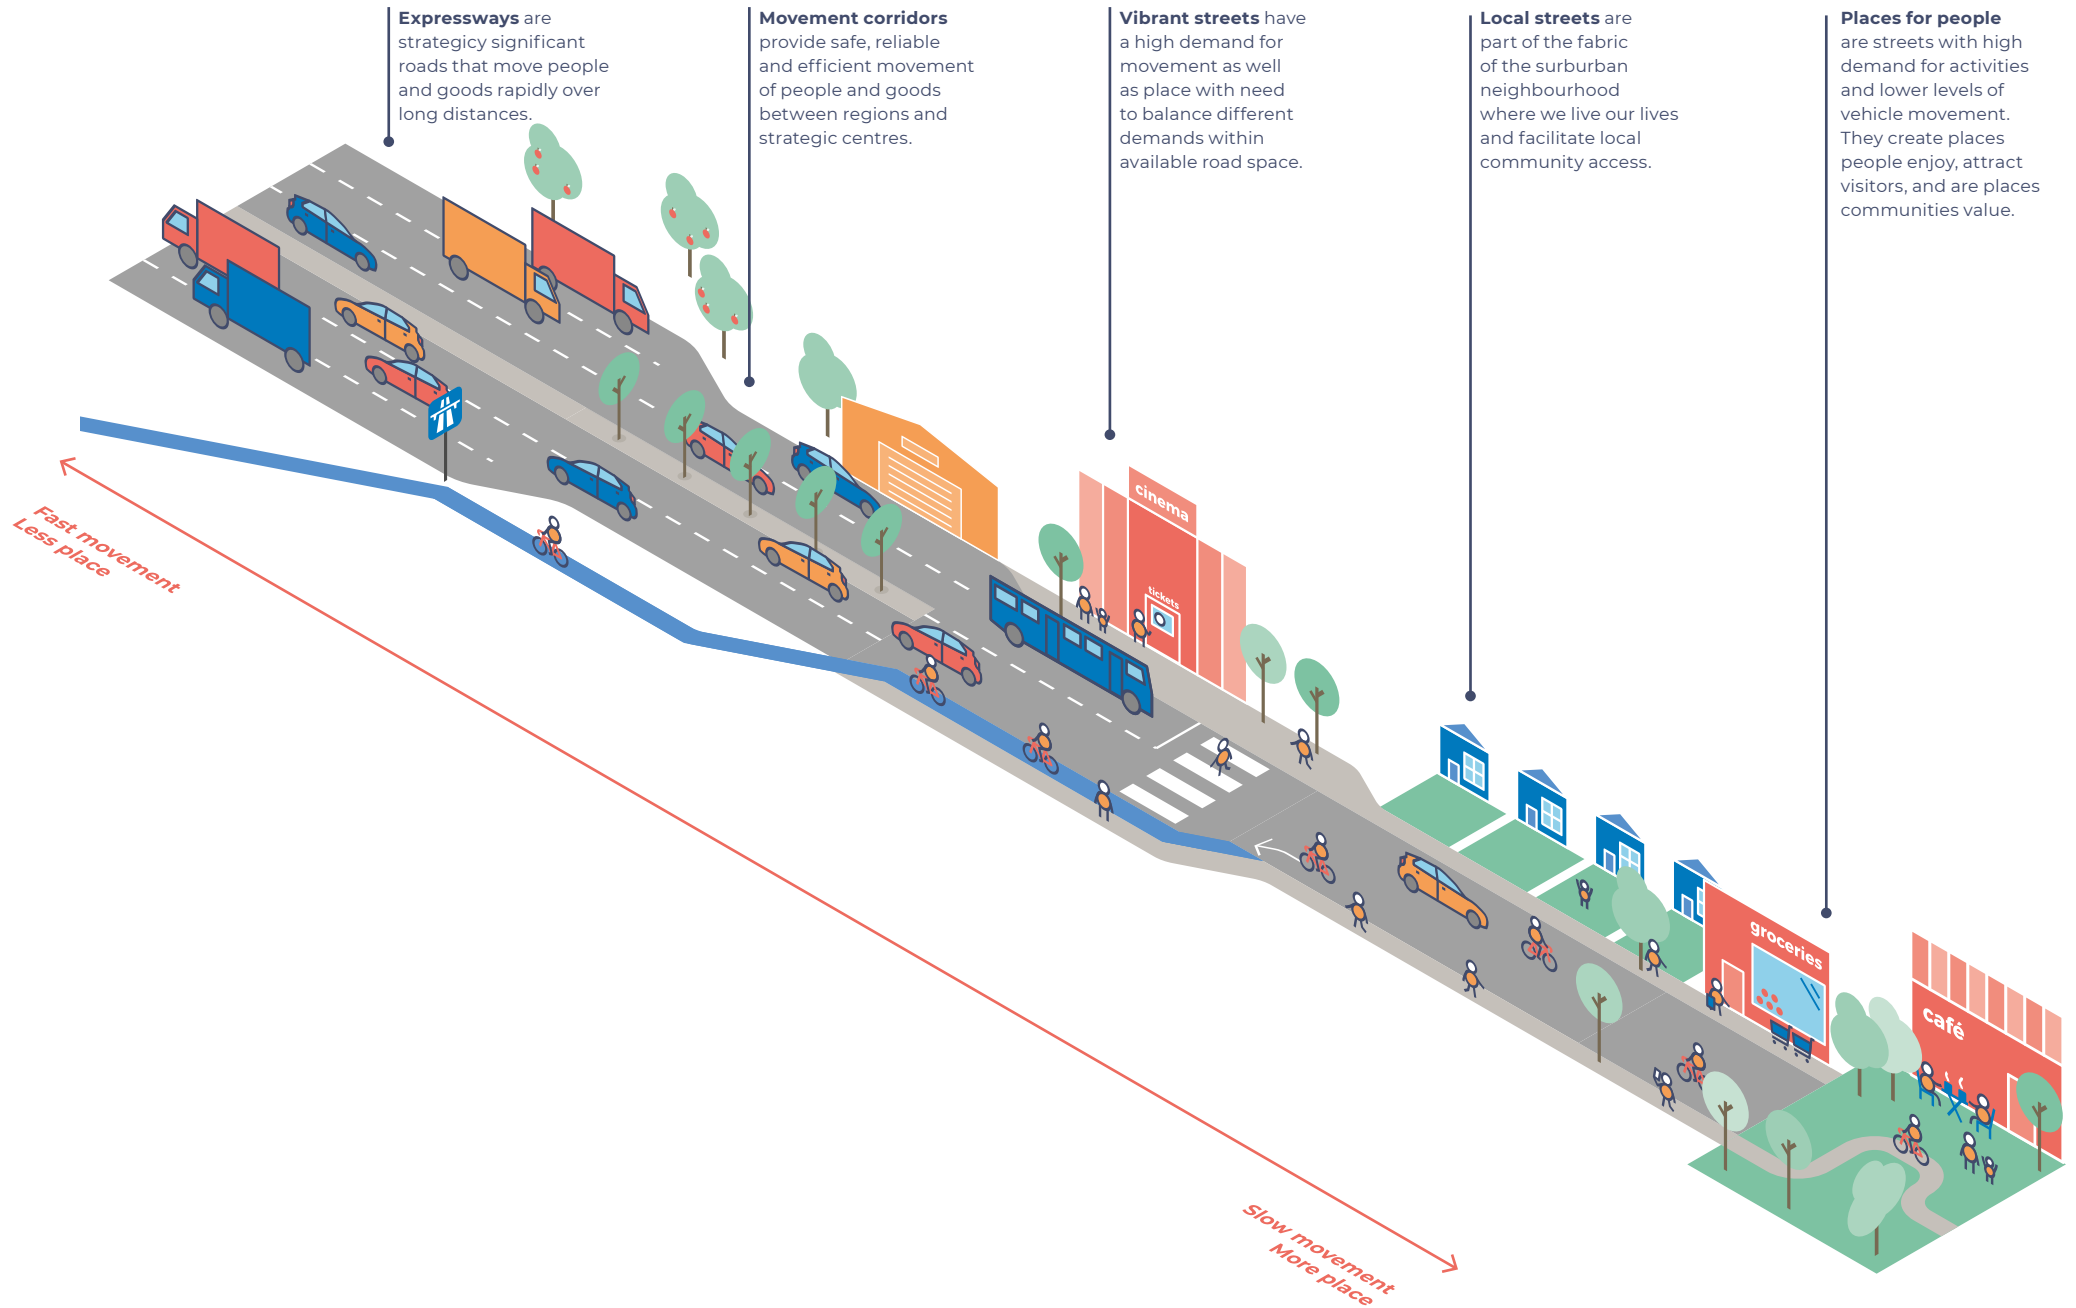 Expressways are
strategicy significant
roads that move people
and goods rapidly over
long distances.
Movement corridors
provide safe, reliable
and efficient movement
of people and goods
between regions and
strategic centres.
Vibrant streets have
a high demand for
movement as well
as place with need
to balance different
demands within
available road space.
Local streets are
part of the fabric
of the surburban
neighbourhood
where we live our lives
and facilitate local
community access.
Places for people
are streets with high
demand for activities
and lower levels of
vehicle movement.
They create places
people enjoy, attract
visitors, and are places
communities value.
cinema
tickets
groceries
café
Fast movement
Less place
Slow movement
More place